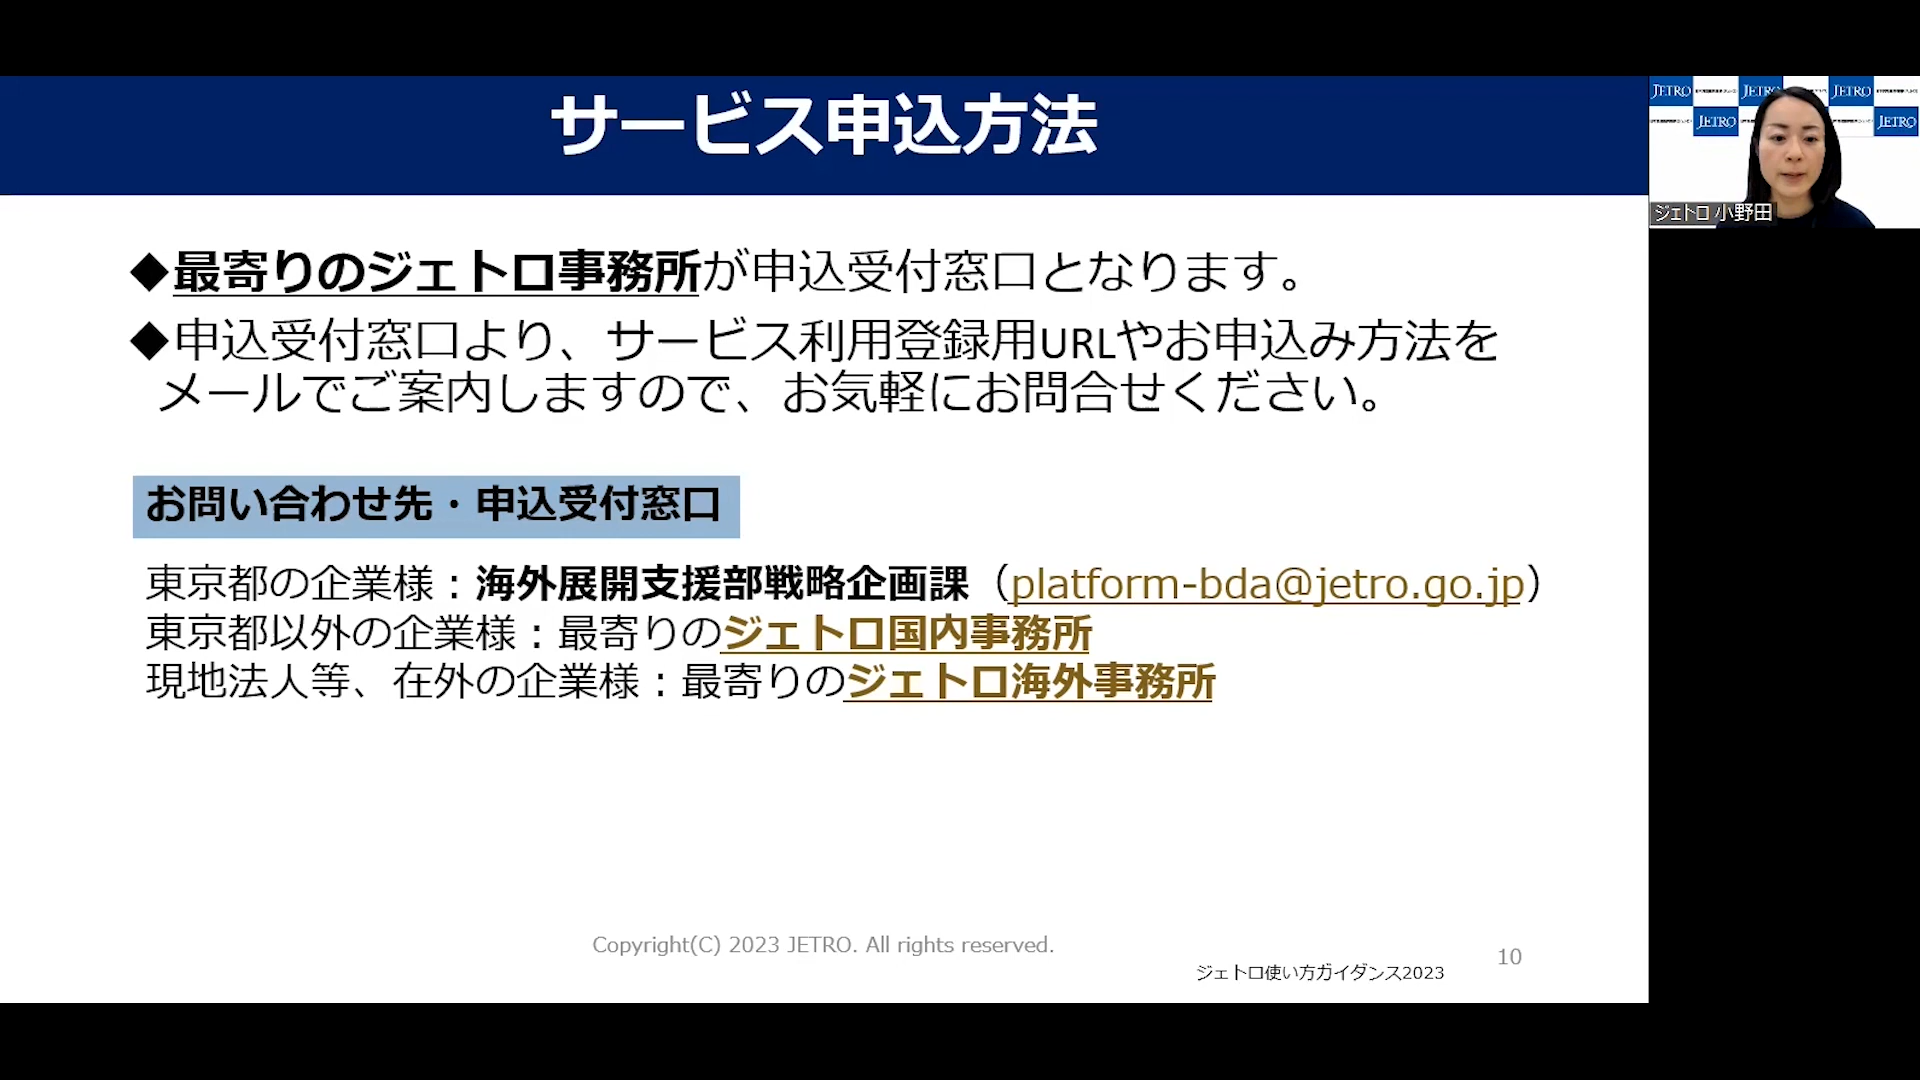 サービス申込方法
JETRO
JETRO
JETRO
JETRO
JETRO
ジェトロ 小野田
◆最寄りのジェトロ事務所が申込受付窓口となります。
◆申込受付窓口より、サービス利用登録用URLやお申込み方法を
メールでご案内しますので、お気軽にお問合せください。
お問い合わせ先・申込受付窓口
東京都の企業様：海外展開支援部戦略企画課（platform-bda@jetro.go.jp）
東京都以外の企業様：最寄りのジェトロ国内事務所
現地法人等、在外の企業様：最寄りのジェトロ海外事務所
Copyright(C) 2023 JETRO. All rights reserved.
10
ジェトロ使い方ガイダンス2023